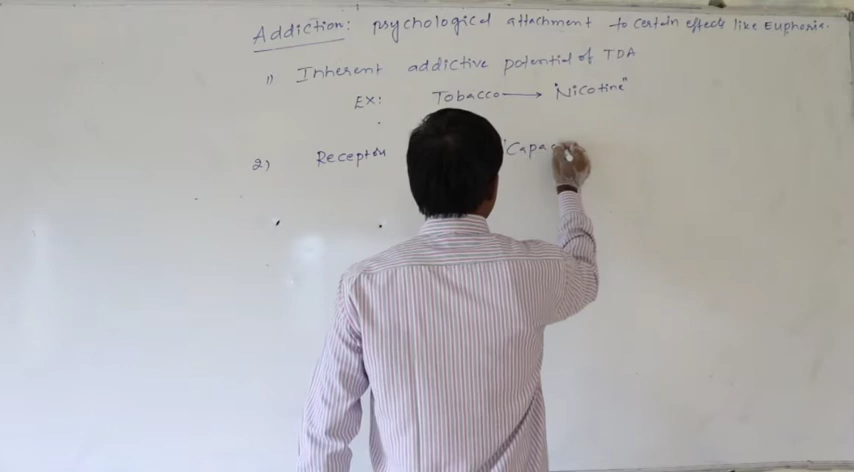 Addiction: psychological attachment to certain effects like Euphoria.
1) Inherent addictive potential of TDA
EX: Tobacco → Nicotine"
2) Receptor "Capa